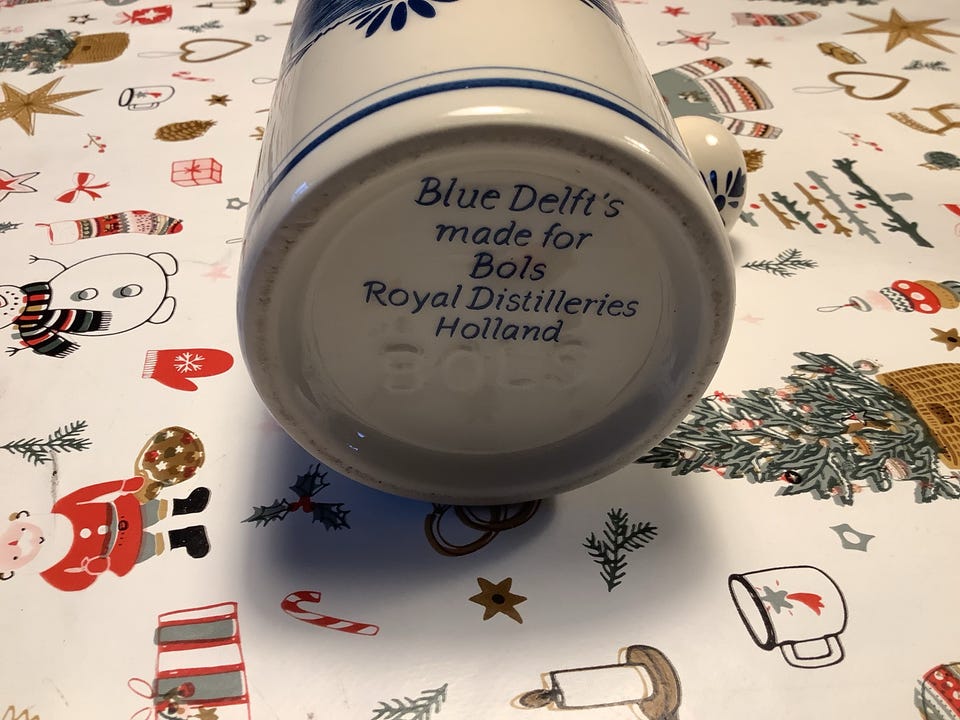 Blue Delft's
made for
Bols
Royal Distilleries
Holland
BOLS